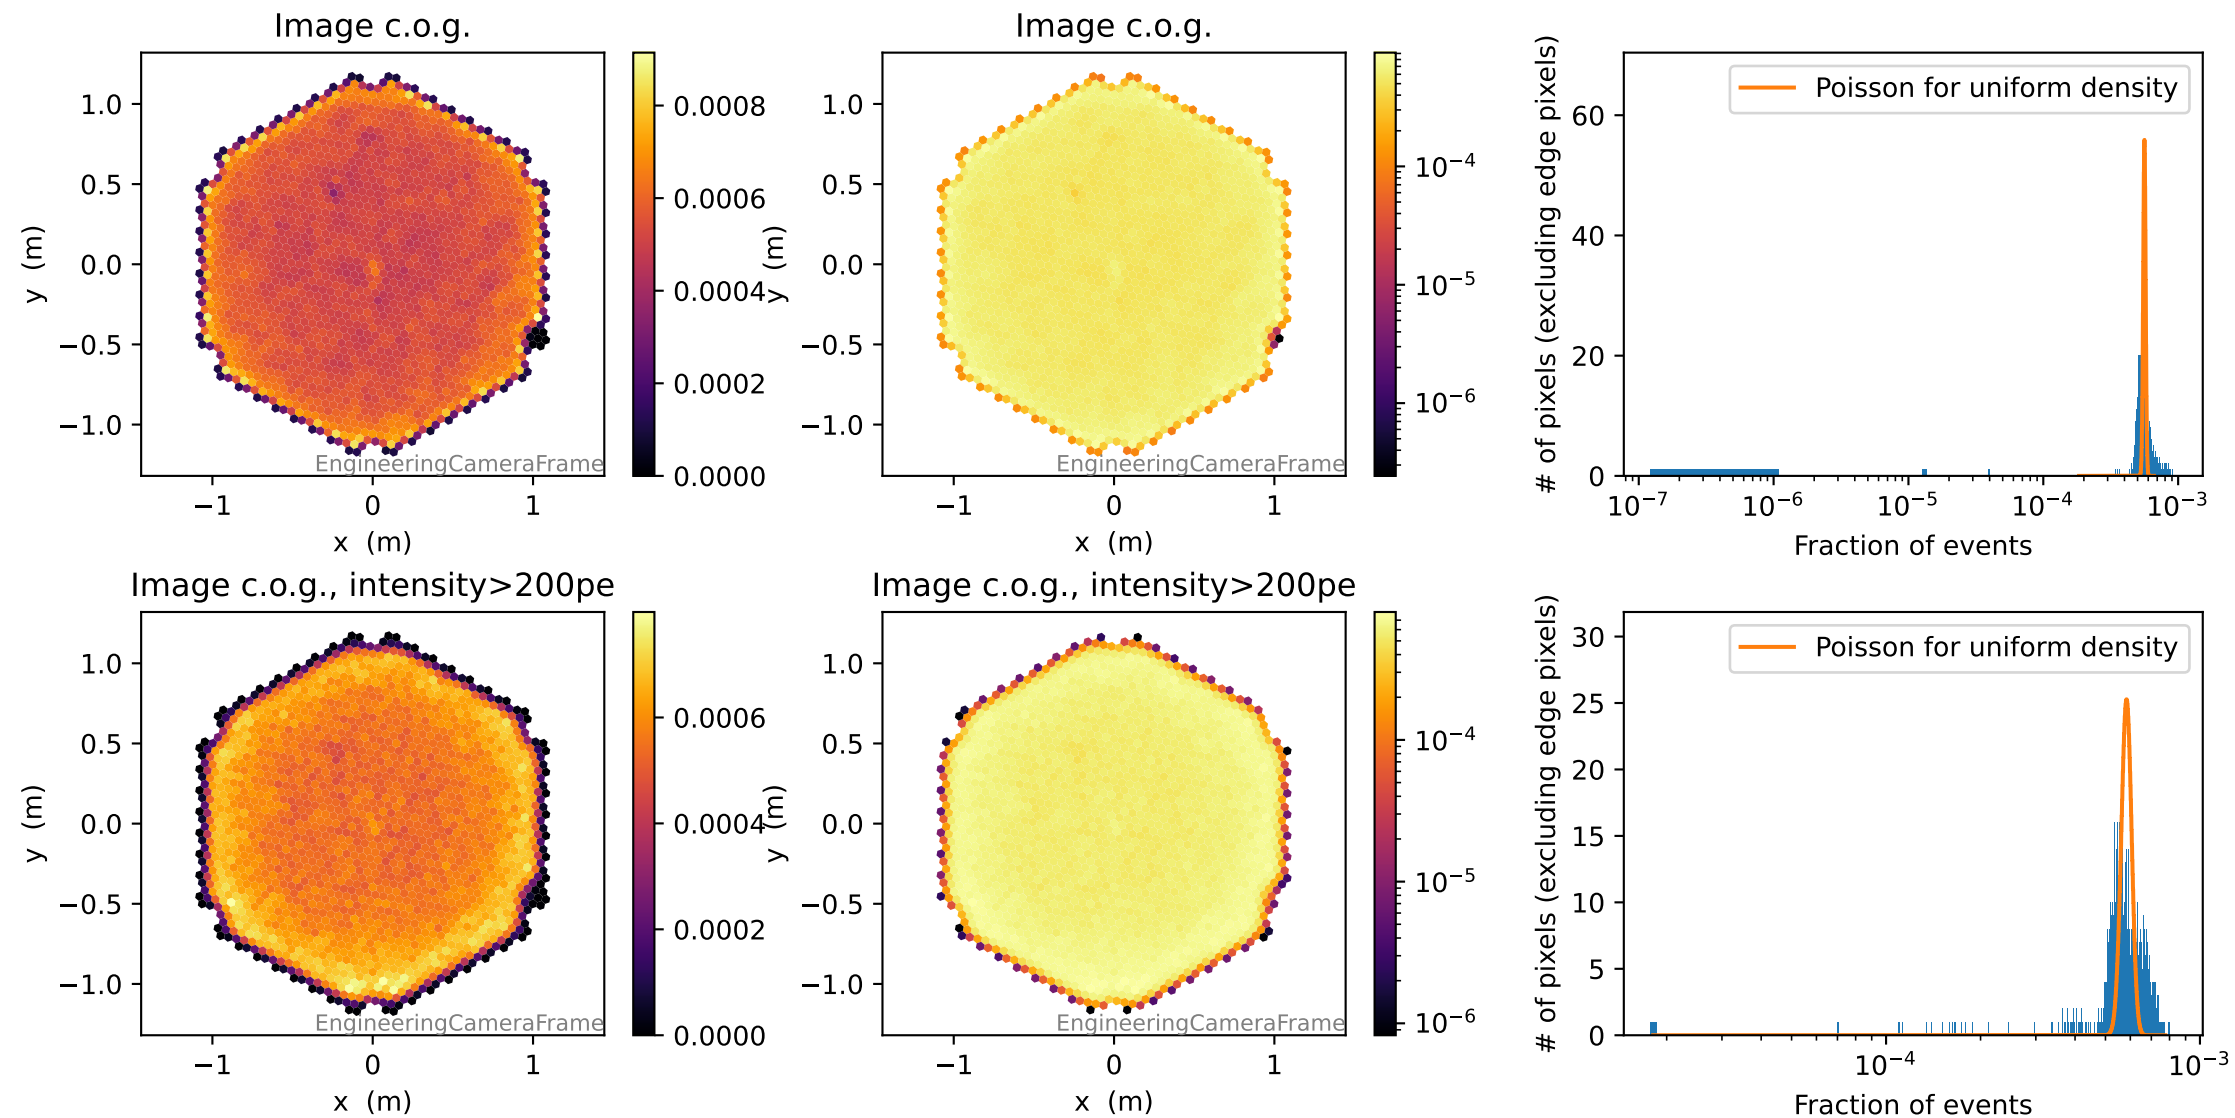 Image c.o.g.
1.0
0.5
0.0
−0.5
−1.0
y (m)
−1
0
1
x (m)
EngineeringCameraFrame
0.0008
0.0006
0.0004
0.0002
0.0000
Image c.o.g.
1.0
0.5
0.0
−0.5
−1.0
y (m)
−1
0
1
x (m)
EngineeringCameraFrame
10⁻⁴
10⁻⁵
10⁻⁶
Poisson for uniform density
# of pixels (excluding edge pixels)
60
40
20
0
10⁻⁷
10⁻⁶
10⁻⁵
10⁻⁴
10⁻³
Fraction of events
Image c.o.g., intensity>200pe
1.0
0.5
0.0
−0.5
−1.0
y (m)
−1
0
1
x (m)
EngineeringCameraFrame
0.0006
0.0004
0.0002
0.0000
Image c.o.g., intensity>200pe
1.0
0.5
0.0
−0.5
−1.0
y (m)
−1
0
1
x (m)
EngineeringCameraFrame
10⁻⁴
10⁻⁵
10⁻⁶
Poisson for uniform density
# of pixels (excluding edge pixels)
30
25
20
15
10
5
0
10⁻⁴
10⁻³
Fraction of events